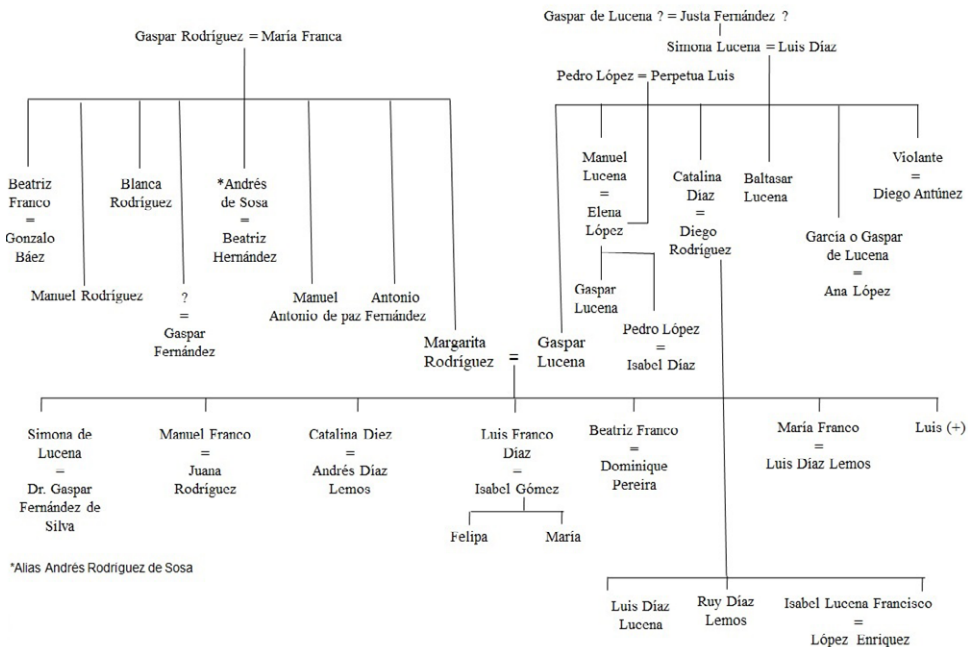 Gaspar de Lucena ? = Justa Fernández ?
Gaspar Rodríguez = María Franca
Simona Lucena = Luis Díaz
Pedro López = Perpetua Luis
Beatriz
Franco
=
Gonzalo
Báez
Manuel Rodríguez
Blanca
Rodríguez
?
=
Gaspar
Fernández
*Andrés
de Sosa
=
Beatriz
Hernández
Manuel
Antonio de paz
Antonio
Fernández
Margarita
Rodríguez
=
Gaspar
Lucena
Manuel
Lucena
=
Elena
López
Gaspar
Lucena
Pedro López
=
Isabel Díaz
Catalina
Díaz
=
Diego
Rodríguez
Baltasar
Lucena
García o Gaspar
de Lucena
=
Ana López
Violante
=
Diego Antúnez
Simona de
Lucena
=
Dr. Gaspar
Fernández de
Silva
Manuel Franco
=
Juana
Rodríguez
Catalina Diez
=
Andrés Díaz
Lemos
Luis Franco
Díaz
=
Isabel Gómez
Felipa
María
Beatriz Franco
=
Dominique
Pereira
María Franco
=
Luis Díaz Lemos
Luis (+)
*Alias Andrés Rodríguez de Sosa
Luis Díaz
Lucena
Ruy Díaz
Lemos
Isabel Lucena Francisco
=
López Enriquez